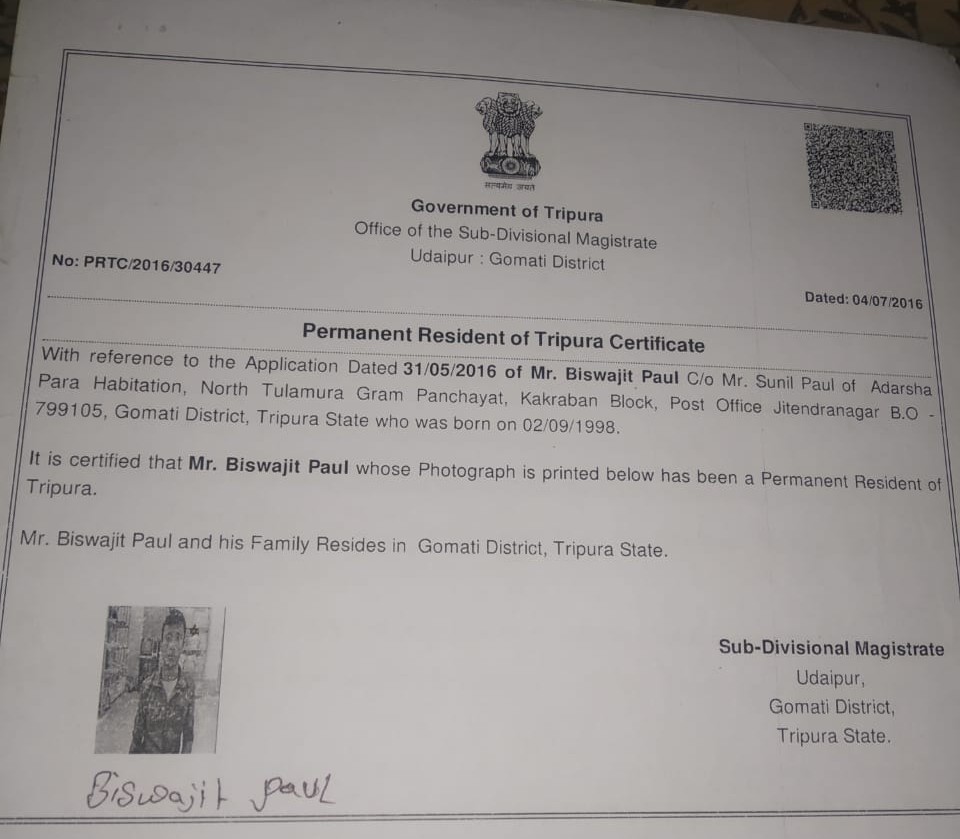 सत्यमेव जयते
Government of Tripura
Office of the Sub-Divisional Magistrate
Udaipur : Gomati District
No: PRTC/2016/30447
Dated: 04/07/2016
Permanent Resident of Tripura Certificate
With reference to the Application Dated 31/05/2016 of Mr. Biswajit Paul C/o Mr. Sunil Paul of Adarsha
Para Habitation, North Tulamura Gram Panchayat, Kakraban Block, Post Office Jitendranagar B.O -
799105, Gomati District, Tripura State who was born on 02/09/1998.
It is certified that Mr. Biswajit Paul whose Photograph is printed below has been a Permanent Resident of
Tripura.
Mr. Biswajit Paul and his Family Resides in Gomati District, Tripura State.
Sub-Divisional Magistrate
Udaipur,
Gomati District,
Tripura State.
Biswajit paul